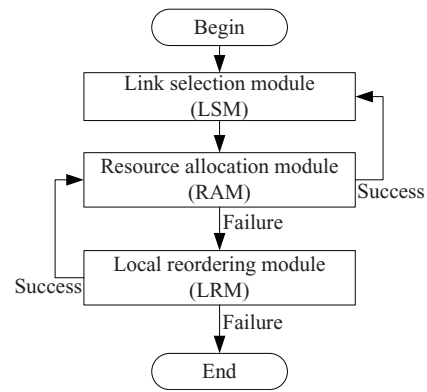 Begin
Link selection module
(LSM)
Resource allocation module
(RAM)
Success
Failure
Local reordering module
(LRM)
Success
Failure
End